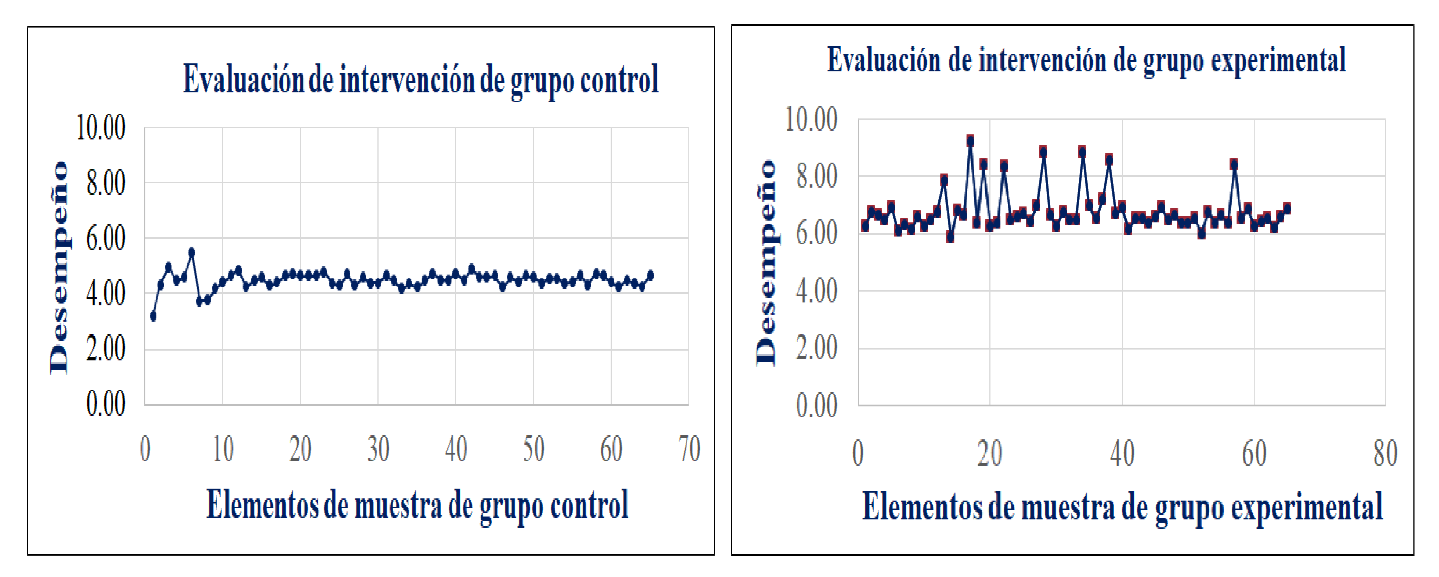 Evaluación de intervención de grupo control
10.00
8.00
6.00
4.00
2.00
0.00
Desempeño
0 10 20 30 40 50 60 70
Elementos de muestra de grupo control
Evaluación de intervención de grupo experimental
10.00
8.00
6.00
4.00
2.00
0.00
Desempeño
0 20 40 60 80
Elementos de muestra de grupo experimental